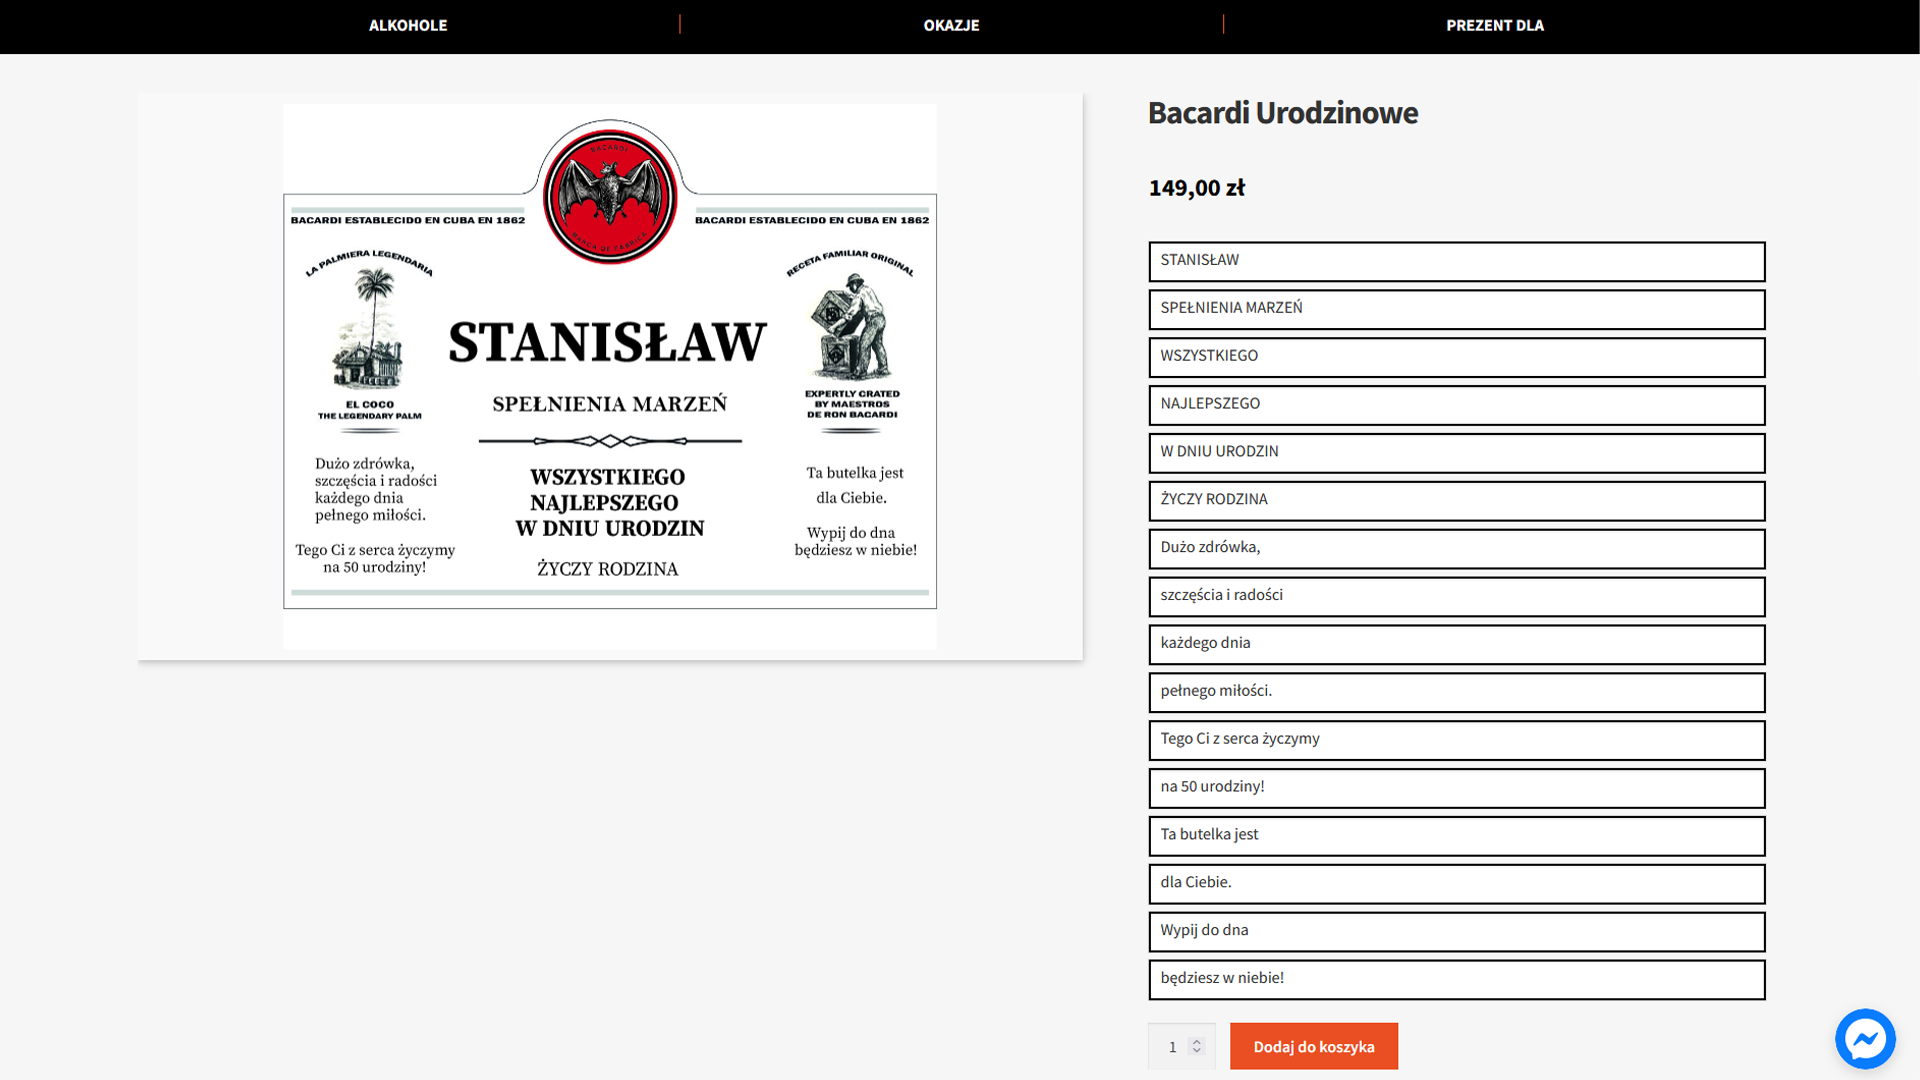 ALKOHOLE
OKAZJE
PREZENT DLA
BACARDI
MARCA DE FABRICA
BACARDI ESTABLECIDO EN CUBA EN 1862
BACARDI ESTABLECIDO EN CUBA EN 1862
LA PALMIERA LEGENDARIA
RECETA FAMILIAR ORIGINAL
STANISŁAW
SPEŁNIENIA MARZEŃ
EL COCO
THE LEGENDARY PALM
EXPERTLY CRATED
BY MAESTROS
DE RON BACARDI
Dużo zdrówka,
szczęścia i radości
każdego dnia
pełnego miłości.
Tego Ci z serca życzymy
na 50 urodziny!
WSZYSTKIEGO
NAJLEPSZEGO
W DNIU URODZIN
ŻYCZY RODZINA
Ta butelka jest
dla Ciebie.
Wypij do dna
będziesz w niebie!
Bacardi Urodzinowe
149,00 zł
STANISŁAW
SPEŁNIENIA MARZEŃ
WSZYSTKIEGO
NAJLEPSZEGO
W DNIU URODZIN
ŻYCZY RODZINA
Dużo zdrówka,
szczęścia i radości
każdego dnia
pełnego miłości.
Tego Ci z serca życzymy
na 50 urodziny!
Ta butelka jest
dla Ciebie.
Wypij do dna
będziesz w niebie!
1
Dodaj do koszyka